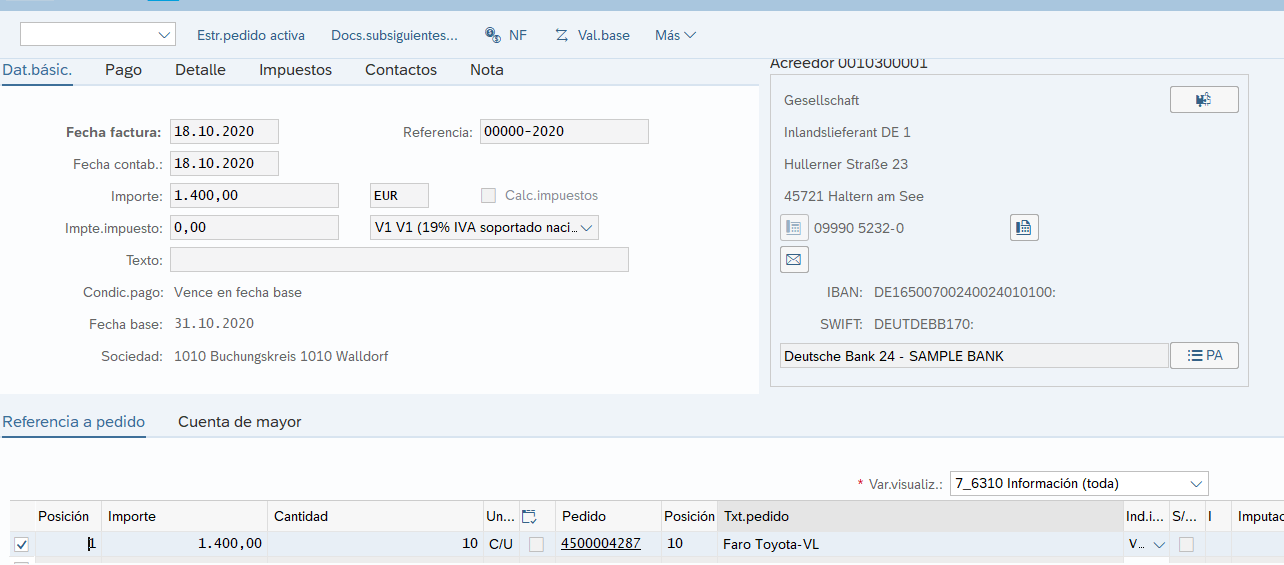 Estr.pedido activa Docs.subsiguientes... NF Val.base Más
Dat.básic. Pago Detalle Impuestos Contactos Nota
Fecha factura: 18.10.2020 Referencia: 00000-2020
Fecha contab.: 18.10.2020
Importe: 1.400,00 EUR Calc.impuestos
Impte.impuesto: 0,00 V1 V1 (19% IVA soportado naci...
Texto:
Condic.pago: Vence en fecha base
Fecha base: 31.10.2020
Sociedad: 1010 Buchungskreis 1010 Walldorf
Acreedor 0010300001
Gesellschaft
Inlandslieferant DE 1
Hullerner Straße 23
45721 Haltern am See
09990 5232-0
IBAN: DE16500700240024010100:
SWIFT: DEUTDEBB170:
Deutsche Bank 24 - SAMPLE BANK PA
Referencia a pedido Cuenta de mayor
* Var.visualiz.: 7_6310 Información (toda)
Posición Importe Cantidad Un... Pedido Posición Txt.pedido Ind.i... S/... I Imputac
1 1.400,00 10 C/U 4500004287 10 Faro Toyota-VL V...